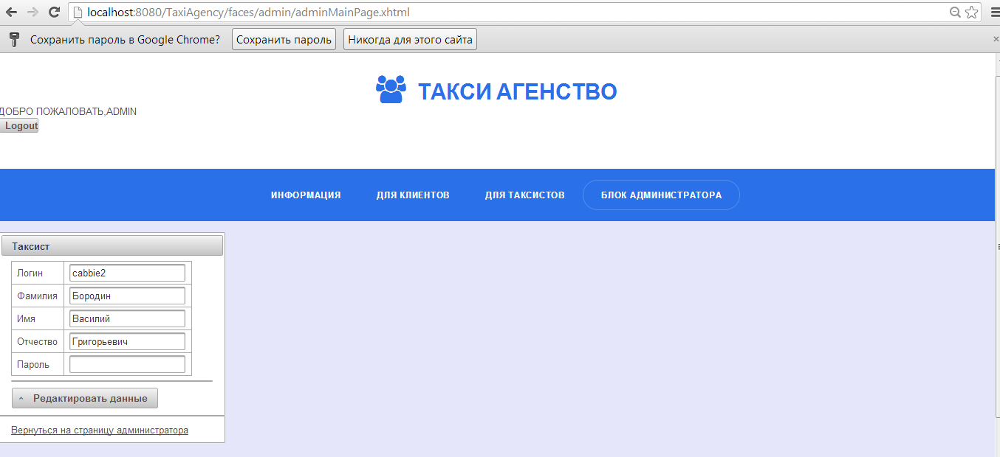 localhost:8080/TaxiAgency/faces/admin/adminMainPage.xhtml
Сохранить пароль в Google Chrome? Сохранить пароль Никогда для этого сайта ×
ТАКСИ АГЕНСТВО
ДОБРО ПОЖАЛОВАТЬ,ADMIN
Logout
ИНФОРМАЦИЯ ДЛЯ КЛИЕНТОВ ДЛЯ ТАКСИСТОВ БЛОК АДМИНИСТРАТОРА
Таксист
Логин cabbie2
Фамилия Бородин
Имя Василий
Отчество Григорьевич
Пароль
Редактировать данные
Вернуться на страницу администратора